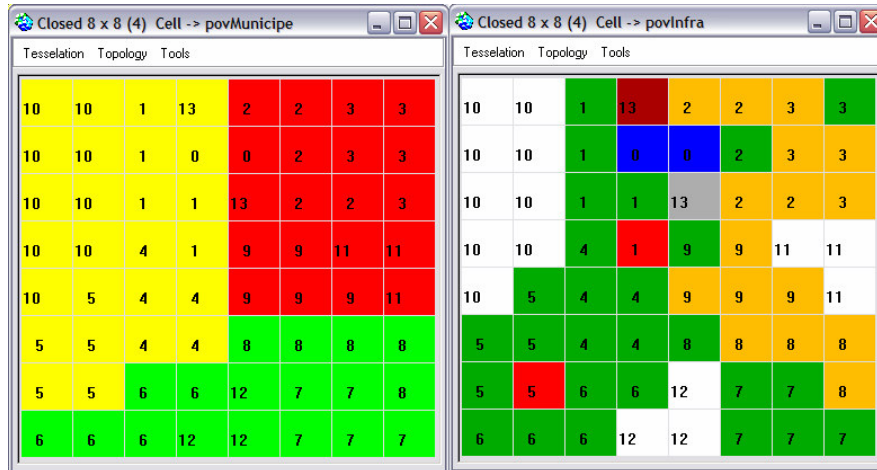 Closed 8 x 8 (4) Cell -> povMunicipe
Tesselation Topology Tools
10 10 1 13 2 2 3 3
10 10 1 0 0 2 3 3
10 10 1 1 13 2 2 3
10 10 4 1 9 9 11 11
10 5 4 4 9 9 9 11
5 5 4 4 8 8 8 8
5 5 6 6 12 7 7 8
6 6 6 12 12 7 7 7
Closed 8 x 8 (4) Cell -> povInfra
Tesselation Topology Tools
10 10 1 13 2 2 3 3
10 10 1 0 0 2 3 3
10 10 1 1 13 2 2 3
10 10 4 1 9 9 11 11
10 5 4 4 9 9 9 11
5 5 4 4 8 8 8 8
5 5 6 6 12 7 7 8
6 6 6 12 12 7 7 7